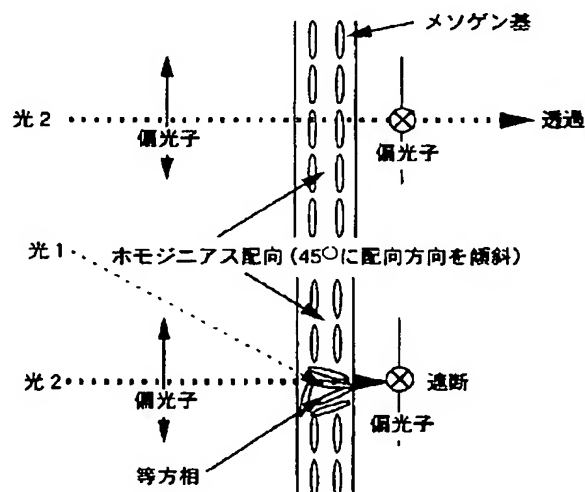 メソゲン基
光2
偏光子
偏光子
透過
光1
ホモジニアス配向(45○に配向方向を傾斜)
光2
偏光子
遮断
偏光子
等方相